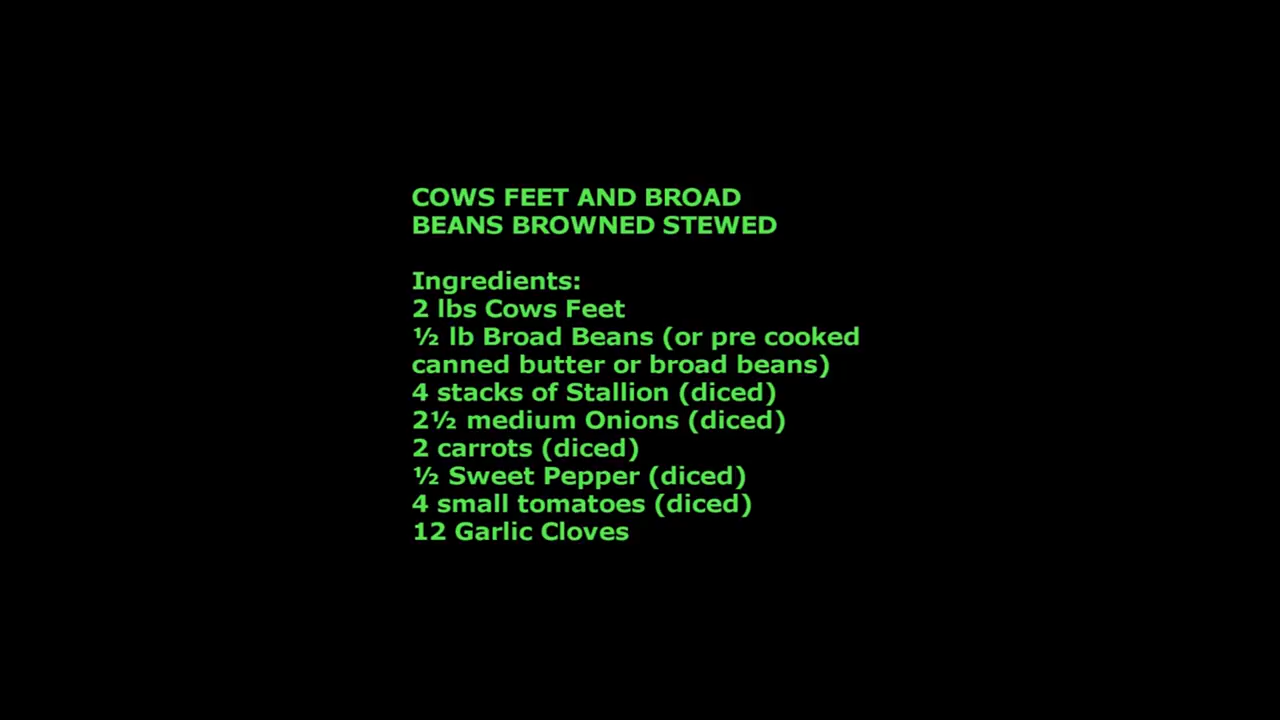 COWS FEET AND BROAD
BEANS BROWNED STEWED
Ingredients:
2 lbs Cows Feet
½ lb Broad Beans (or pre cooked
canned butter or broad beans)
4 stacks of Stallion (diced)
2½ medium Onions (diced)
2 carrots (diced)
½ Sweet Pepper (diced)
4 small tomatoes (diced)
12 Garlic Cloves